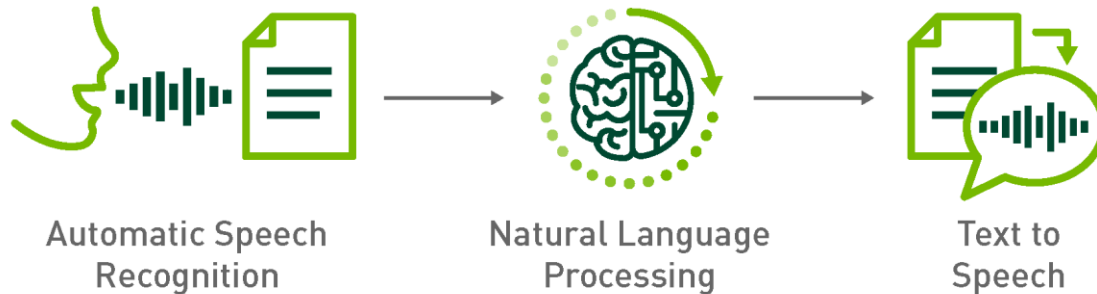 Automatic Speech
Recognition
Natural Language
Processing
Text to
Speech